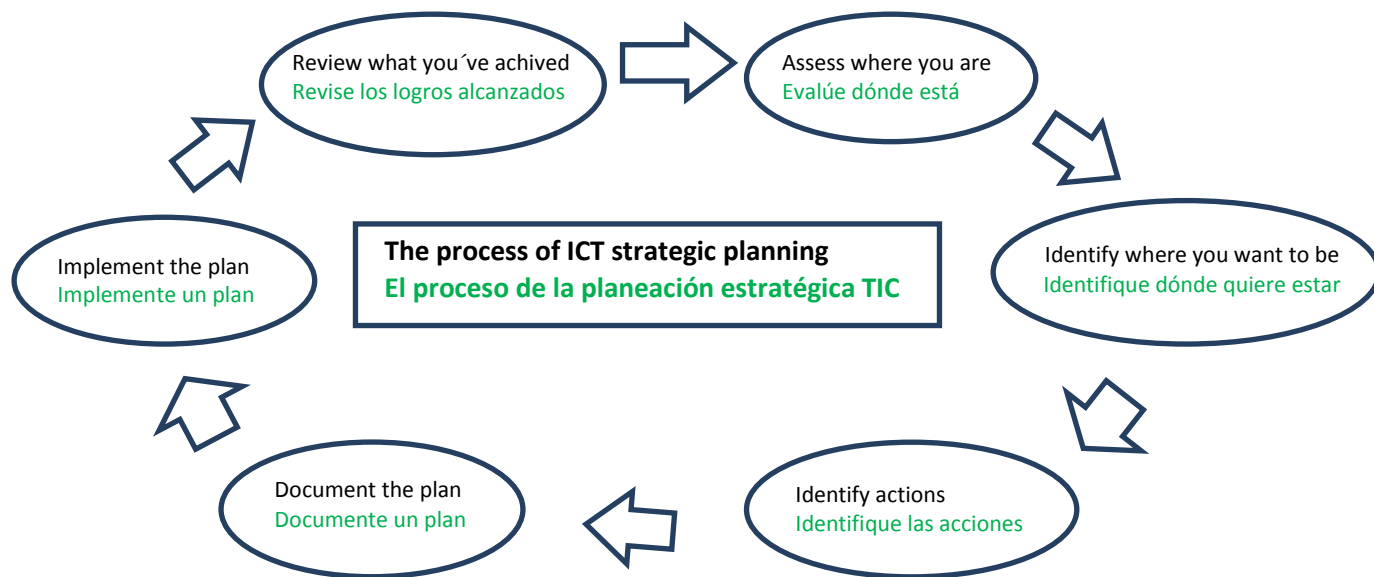 Review what you´ve achived
Revise los logros alcanzados
Assess where you are
Evalúe dónde está
The process of ICT strategic planning
El proceso de la planeación estratégica TIC
Implement the plan
Implemente un plan
Identify where you want to be
Identifique dónde quiere estar
Document the plan
Documente un plan
Identify actions
Identifique las acciones